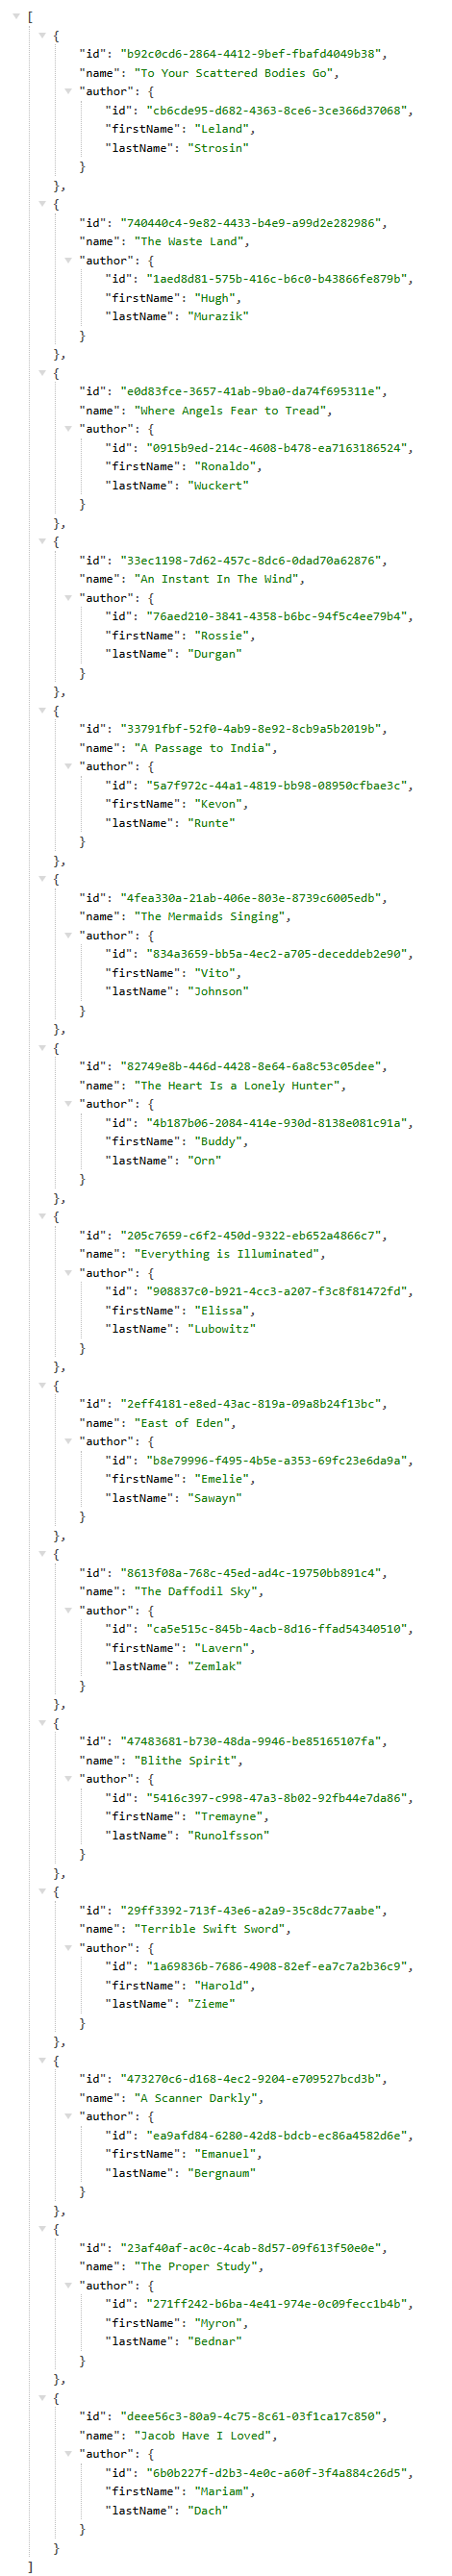 [
{
"id": "b92c0cd6-2864-4412-9bef-fbafd4049b38",
"name": "To Your Scattered Bodies Go",
"author": {
"id": "cb6cde95-d682-4363-8ce6-3ce366d37068",
"firstName": "Leland",
"lastName": "Strosin"
}
},
{
"id": "740440c4-9e82-4433-b4e9-a99d2e282986",
"name": "The Waste Land",
"author": {
"id": "1aed8d81-575b-416c-b6c0-b43866fe879b",
"firstName": "Hugh",
"lastName": "Murazik"
}
},
{
"id": "e0d83fce-3657-41ab-9ba0-da74f695311e",
"name": "Where Angels Fear to Tread",
"author": {
"id": "0915b9ed-214c-4608-b478-ea7163186524",
"firstName": "Ronaldo",
"lastName": "Wuckert"
}
},
{
"id": "33ec1198-7d62-457c-8dc6-0dad70a62876",
"name": "An Instant In The Wind",
"author": {
"id": "76aed210-3841-4358-b6bc-94f5c4ee79b4",
"firstName": "Rossie",
"lastName": "Durgan"
}
},
{
"id": "33791fbf-52f0-4ab9-8e92-8cb9a5b2019b",
"name": "A Passage to India",
"author": {
"id": "5a7f972c-44a1-4819-bb98-08950cfbae3c",
"firstName": "Kevon",
"lastName": "Runte"
}
},
{
"id": "4fea330a-21ab-406e-803e-8739c6005edb",
"name": "The Mermaids Singing",
"author": {
"id": "834a3659-bb5a-4ec2-a705-deceddeb2e90",
"firstName": "Vito",
"lastName": "Johnson"
}
},
{
"id": "82749e8b-446d-4428-8e64-6a8c53c05dee",
"name": "The Heart Is a Lonely Hunter",
"author": {
"id": "4b187b06-2084-414e-930d-8138e081c91a",
"firstName": "Buddy",
"lastName": "Orn"
}
},
{
"id": "205c7659-c6f2-450d-9322-eb652a4866c7",
"name": "Everything is Illuminated",
"author": {
"id": "908837c0-b921-4cc3-a207-f3c8f81472fd",
"firstName": "Elissa",
"lastName": "Lubowitz"
}
},
{
"id": "2eff4181-e8ed-43ac-819a-09a8b24f13bc",
"name": "East of Eden",
"author": {
"id": "b8e79996-f495-4b5e-a353-69fc23e6da9a",
"firstName": "Emelie",
"lastName": "Sawayn"
}
},
{
"id": "8613f08a-768c-45ed-ad4c-19750bb891c4",
"name": "The Daffodil Sky",
"author": {
"id": "ca5e515c-845b-4acb-8d16-ffad54340510",
"firstName": "Lavern",
"lastName": "Zemlak"
}
},
{
"id": "47483681-b730-48da-9946-be85165107fa",
"name": "Blithe Spirit",
"author": {
"id": "5416c397-c998-47a3-8b02-92fb44e7da86",
"firstName": "Tremayne",
"lastName": "Runolfsson"
}
},
{
"id": "29ff3392-713f-43e6-a2a9-35c8dc77aabe",
"name": "Terrible Swift Sword",
"author": {
"id": "1a69836b-7686-4908-82ef-ea7c7a2b36c9",
"firstName": "Harold",
"lastName": "Zieme"
}
},
{
"id": "473270c6-d168-4ec2-9204-e709527bcd3b",
"name": "A Scanner Darkly",
"author": {
"id": "ea9afd84-6280-42d8-bdcb-ec86a4582d6e",
"firstName": "Emanuel",
"lastName": "Bergnaum"
}
},
{
"id": "23af40af-ac0c-4cab-8d57-09f613f50e0e",
"name": "The Proper Study",
"author": {
"id": "271ff242-b6ba-4e41-974e-0c09fecc1b4b",
"firstName": "Myron",
"lastName": "Bednar"
}
},
{
"id": "deee56c3-80a9-4c75-8c61-03f1ca17c850",
"name": "Jacob Have I Loved",
"author": {
"id": "6b0b227f-d2b3-4e0c-a60f-3f4a884c26d5",
"firstName": "Mariam",
"lastName": "Dach"
}
}
]